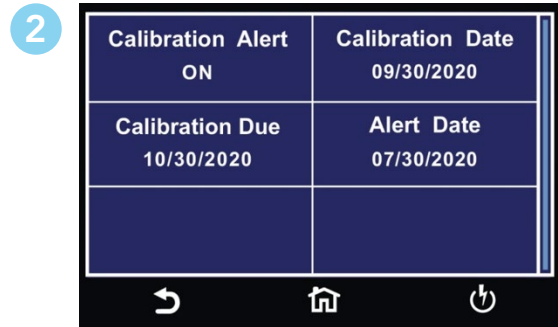 2
Calibration Alert
ON
Calibration Date
09/30/2020
Calibration Due
10/30/2020
Alert Date
07/30/2020